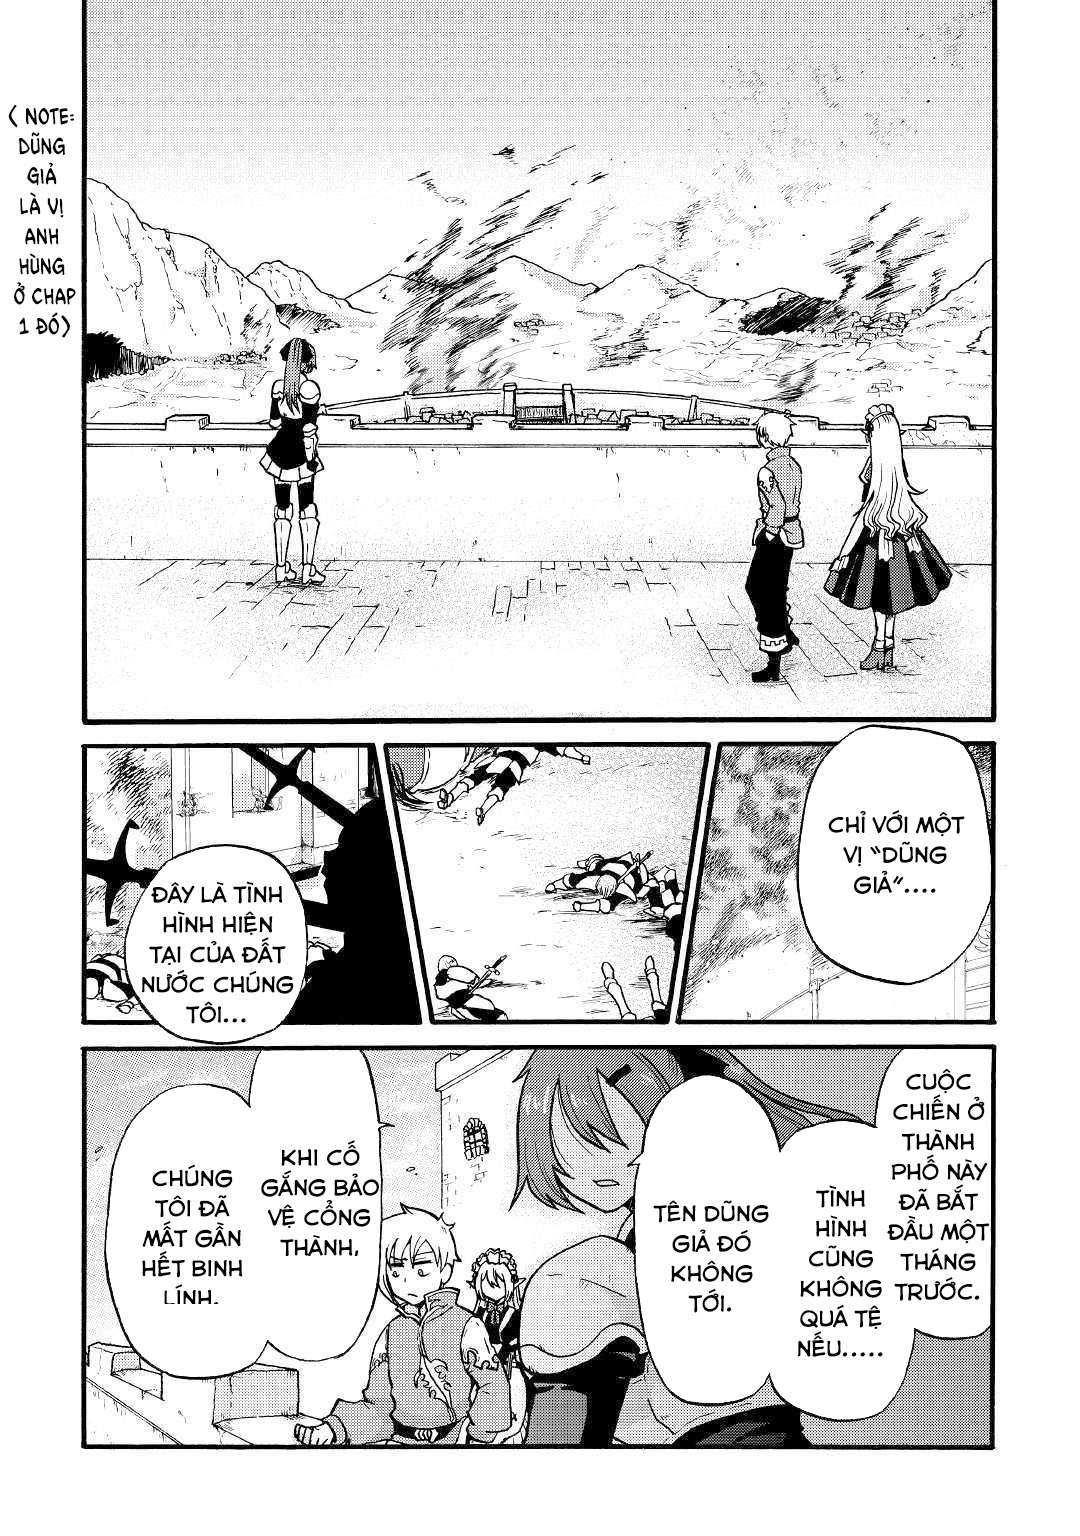 ( NOTE:
DŨNG
GIẢ
LÀ VỊ
ANH
HÙNG
Ở CHAP
1 ĐÓ)
CHỈ VỚI MỘT
VỊ "DŨNG
GIẢ"....
ĐÂY LÀ TÌNH
HÌNH HIỆN
TẠI CỦA ĐẤT
NƯỚC CHÚNG
TÔI...
CUỘC
CHIẾN Ở
THÀNH
PHỐ NÀY
ĐÃ BẮT
ĐẦU MỘT
THÁNG
TRƯỚC.
TÌNH
HÌNH
CŨNG
KHÔNG
QUÁ TỆ
NẾU.....
TÊN DŨNG
GIẢ ĐÓ
KHÔNG
TỚI.
KHI CỐ
GẮNG BẢO
VỆ CỔNG
THÀNH,
CHÚNG
TÔI ĐÃ
MẤT GẦN
HẾT BINH
LÍNH.